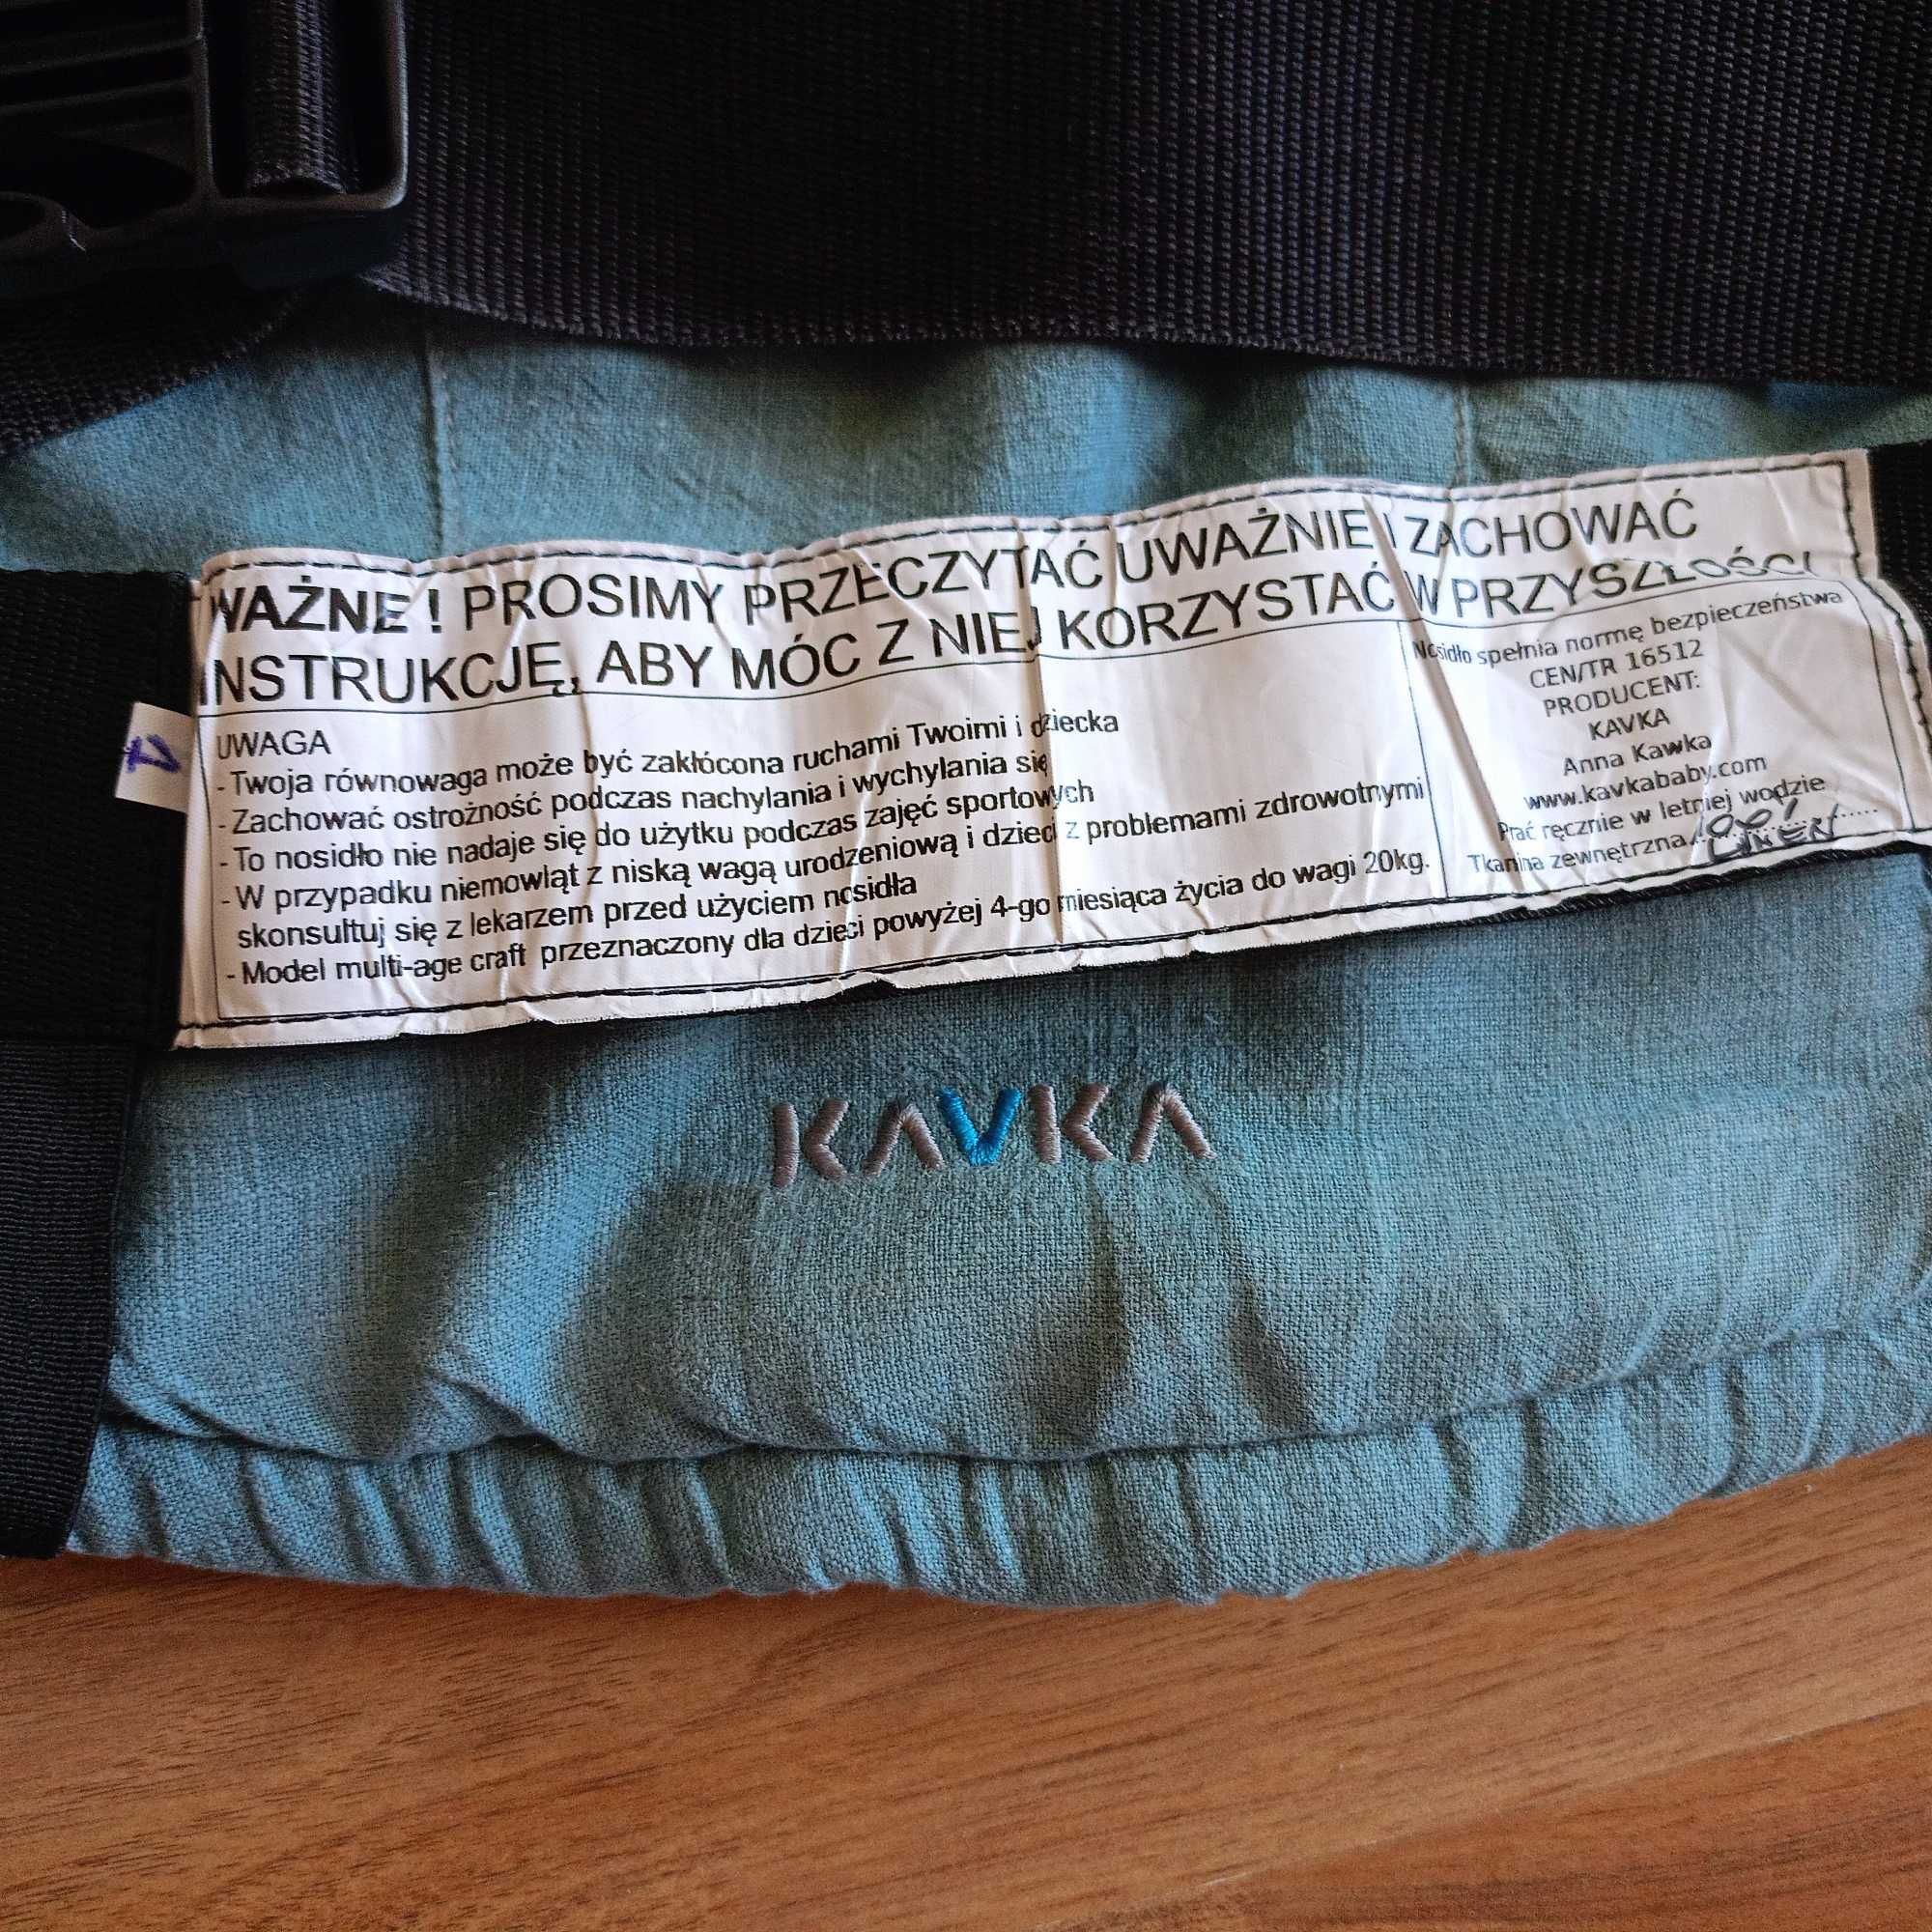 WAŻNE! PROSIMY PRZECZYTAĆ UWAŻNIE I ZACHOWAĆ
INSTRUKCJĘ, ABY MÓC Z NIEJ KORZYSTAĆ W PRZYSZŁOŚCI
UWAGA
- Twoja równowaga może być zakłócona ruchami Twoimi i dziecka
- Zachować ostrożność podczas nachylania i wychylania się
- To nosidło nie nadaje się do użytku podczas zajęć sportowych
- W przypadku niemowląt z niską wagą urodzeniową i dzieci z problemami zdrowotnymi
skonsultuj się z lekarzem przed użyciem nosidła
- Model multi-age craft przeznaczony dla dzieci powyżej 4-go miesiąca życia do wagi 20kg.
Nosidło spełnia normę bezpieczeństwa
CEN/TR 16512
PRODUCENT:
KAVKA
Anna Kawka
www.kavkababy.com
Prać ręcznie w letniej wodzie
Tkanina zewnętrzna LINEN
KAVKA